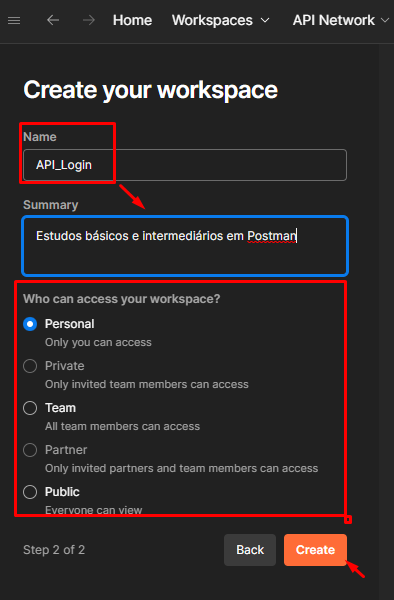 Home Workspaces API Network
Create your workspace
Name
API_Login
Summary
Estudos básicos e intermediários em Postman
Who can access your workspace?
Personal
Only you can access
Private
Only invited team members can access
Team
All team members can access
Partner
Only invited partners and team members can access
Public
Everyone can view
Step 2 of 2 Back Create